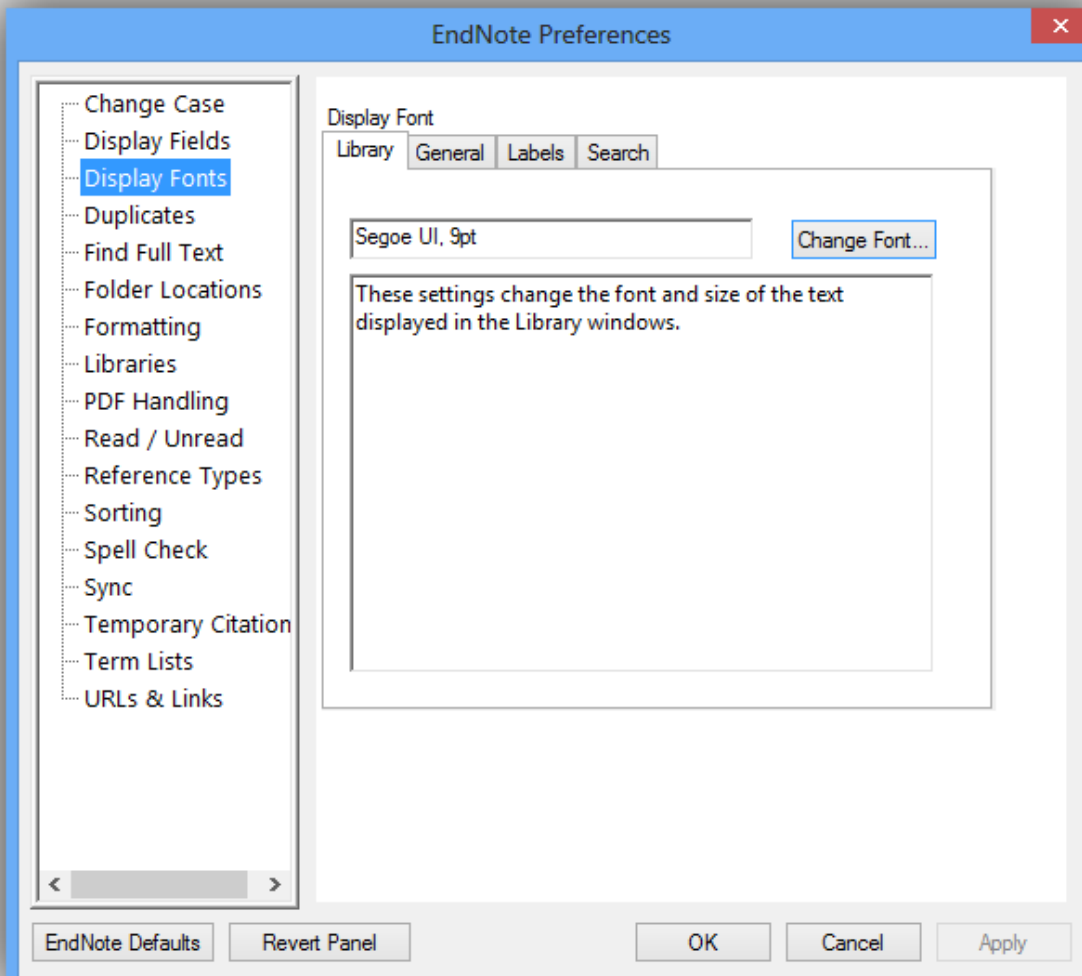 EndNote Preferences
Change Case
Display Fields
Display Fonts
Duplicates
Find Full Text
Folder Locations
Formatting
Libraries
PDF Handling
Read / Unread
Reference Types
Sorting
Spell Check
Sync
Temporary Citation
Term Lists
URLs & Links
Display Font
Library General Labels Search
Segoe UI, 9pt Change Font...
These settings change the font and size of the text
displayed in the Library windows.
EndNote Defaults Revert Panel OK Cancel Apply